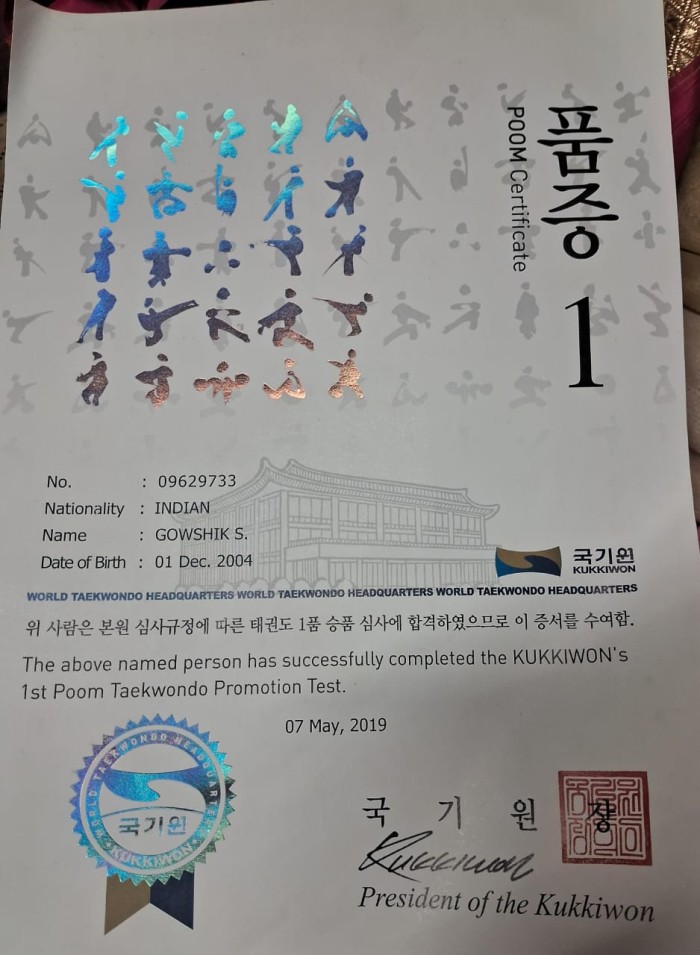 품증
POOM Certificate
1
No. : 09629733
Nationality : INDIAN
Name : GOWSHIK S.
Date of Birth : 01 Dec. 2004
국기원
KUKKIWON
WORLD TAEKWONDO HEADQUARTERS WORLD TAEKWONDO HEADQUARTERS WORLD TAEKWONDO HEADQUARTERS
위 사람은 본원 심사규정에 따른 태권도 1품 승품 심사에 합격하였으므로 이 증서를 수여함.
The above named person has successfully completed the KUKKIWON's
1st Poom Taekwondo Promotion Test.
07 May, 2019
WORLD TAEKWONDO HEADQUARTERS
국기원
KUKKIWON
국 기 원 장
Kukkiwon
President of the Kukkiwon